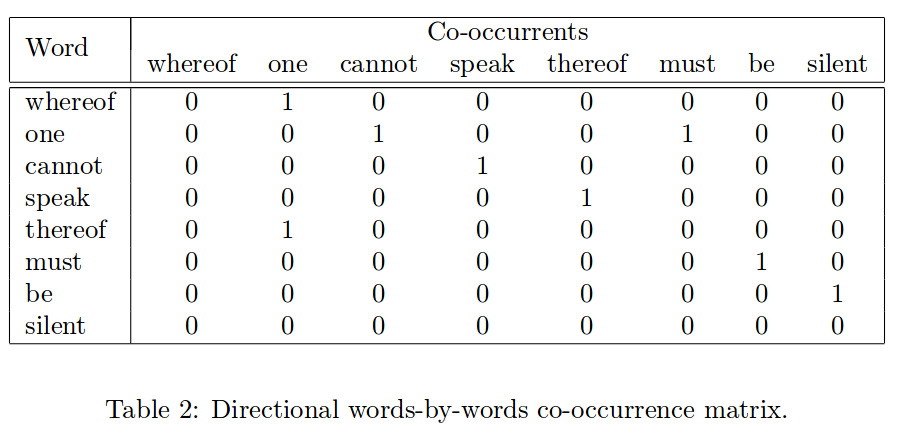 Word Co-occurrents
whereof one cannot speak thereof must be silent
whereof 0 1 0 0 0 0 0 0
one 0 0 1 0 0 1 0 0
cannot 0 0 0 1 0 0 0 0
speak 0 0 0 0 1 0 0 0
thereof 0 1 0 0 0 0 0 0
must 0 0 0 0 0 0 1 0
be 0 0 0 0 0 0 0 1
silent 0 0 0 0 0 0 0 0
Table 2: Directional words-by-words co-occurrence matrix.